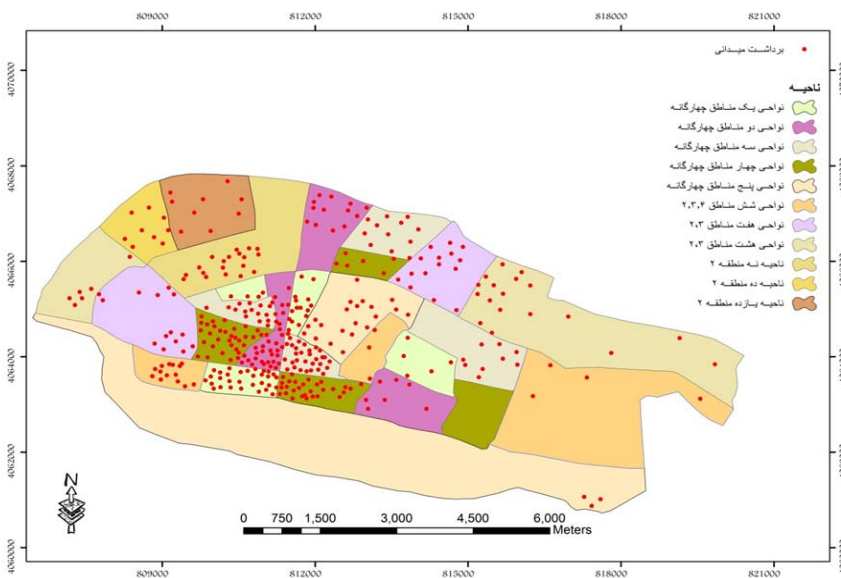 809000 812000 815000 818000 821000
4070000
4068000
4066000
4064000
4062000
4060000
برداشت میدانی
ناحیه
نواحی یک مناطق چهارگانه
نواحی دو مناطق چهارگانه
نواحی سه مناطق چهارگانه
نواحی چهار مناطق چهارگانه
نواحی پنج مناطق چهارگانه
نواحی شش مناطق ۲،۳،۴
نواحی هفت مناطق ۲،۳
نواحی هشت مناطق ۲،۳
ناحیه نه منطقه ۲
ناحیه ده منطقه ۲
ناحیه یازده منطقه ۲
N
0 750 1,500 3,000 4,500 6,000
Meters
809000 812000 815000 818000 821000